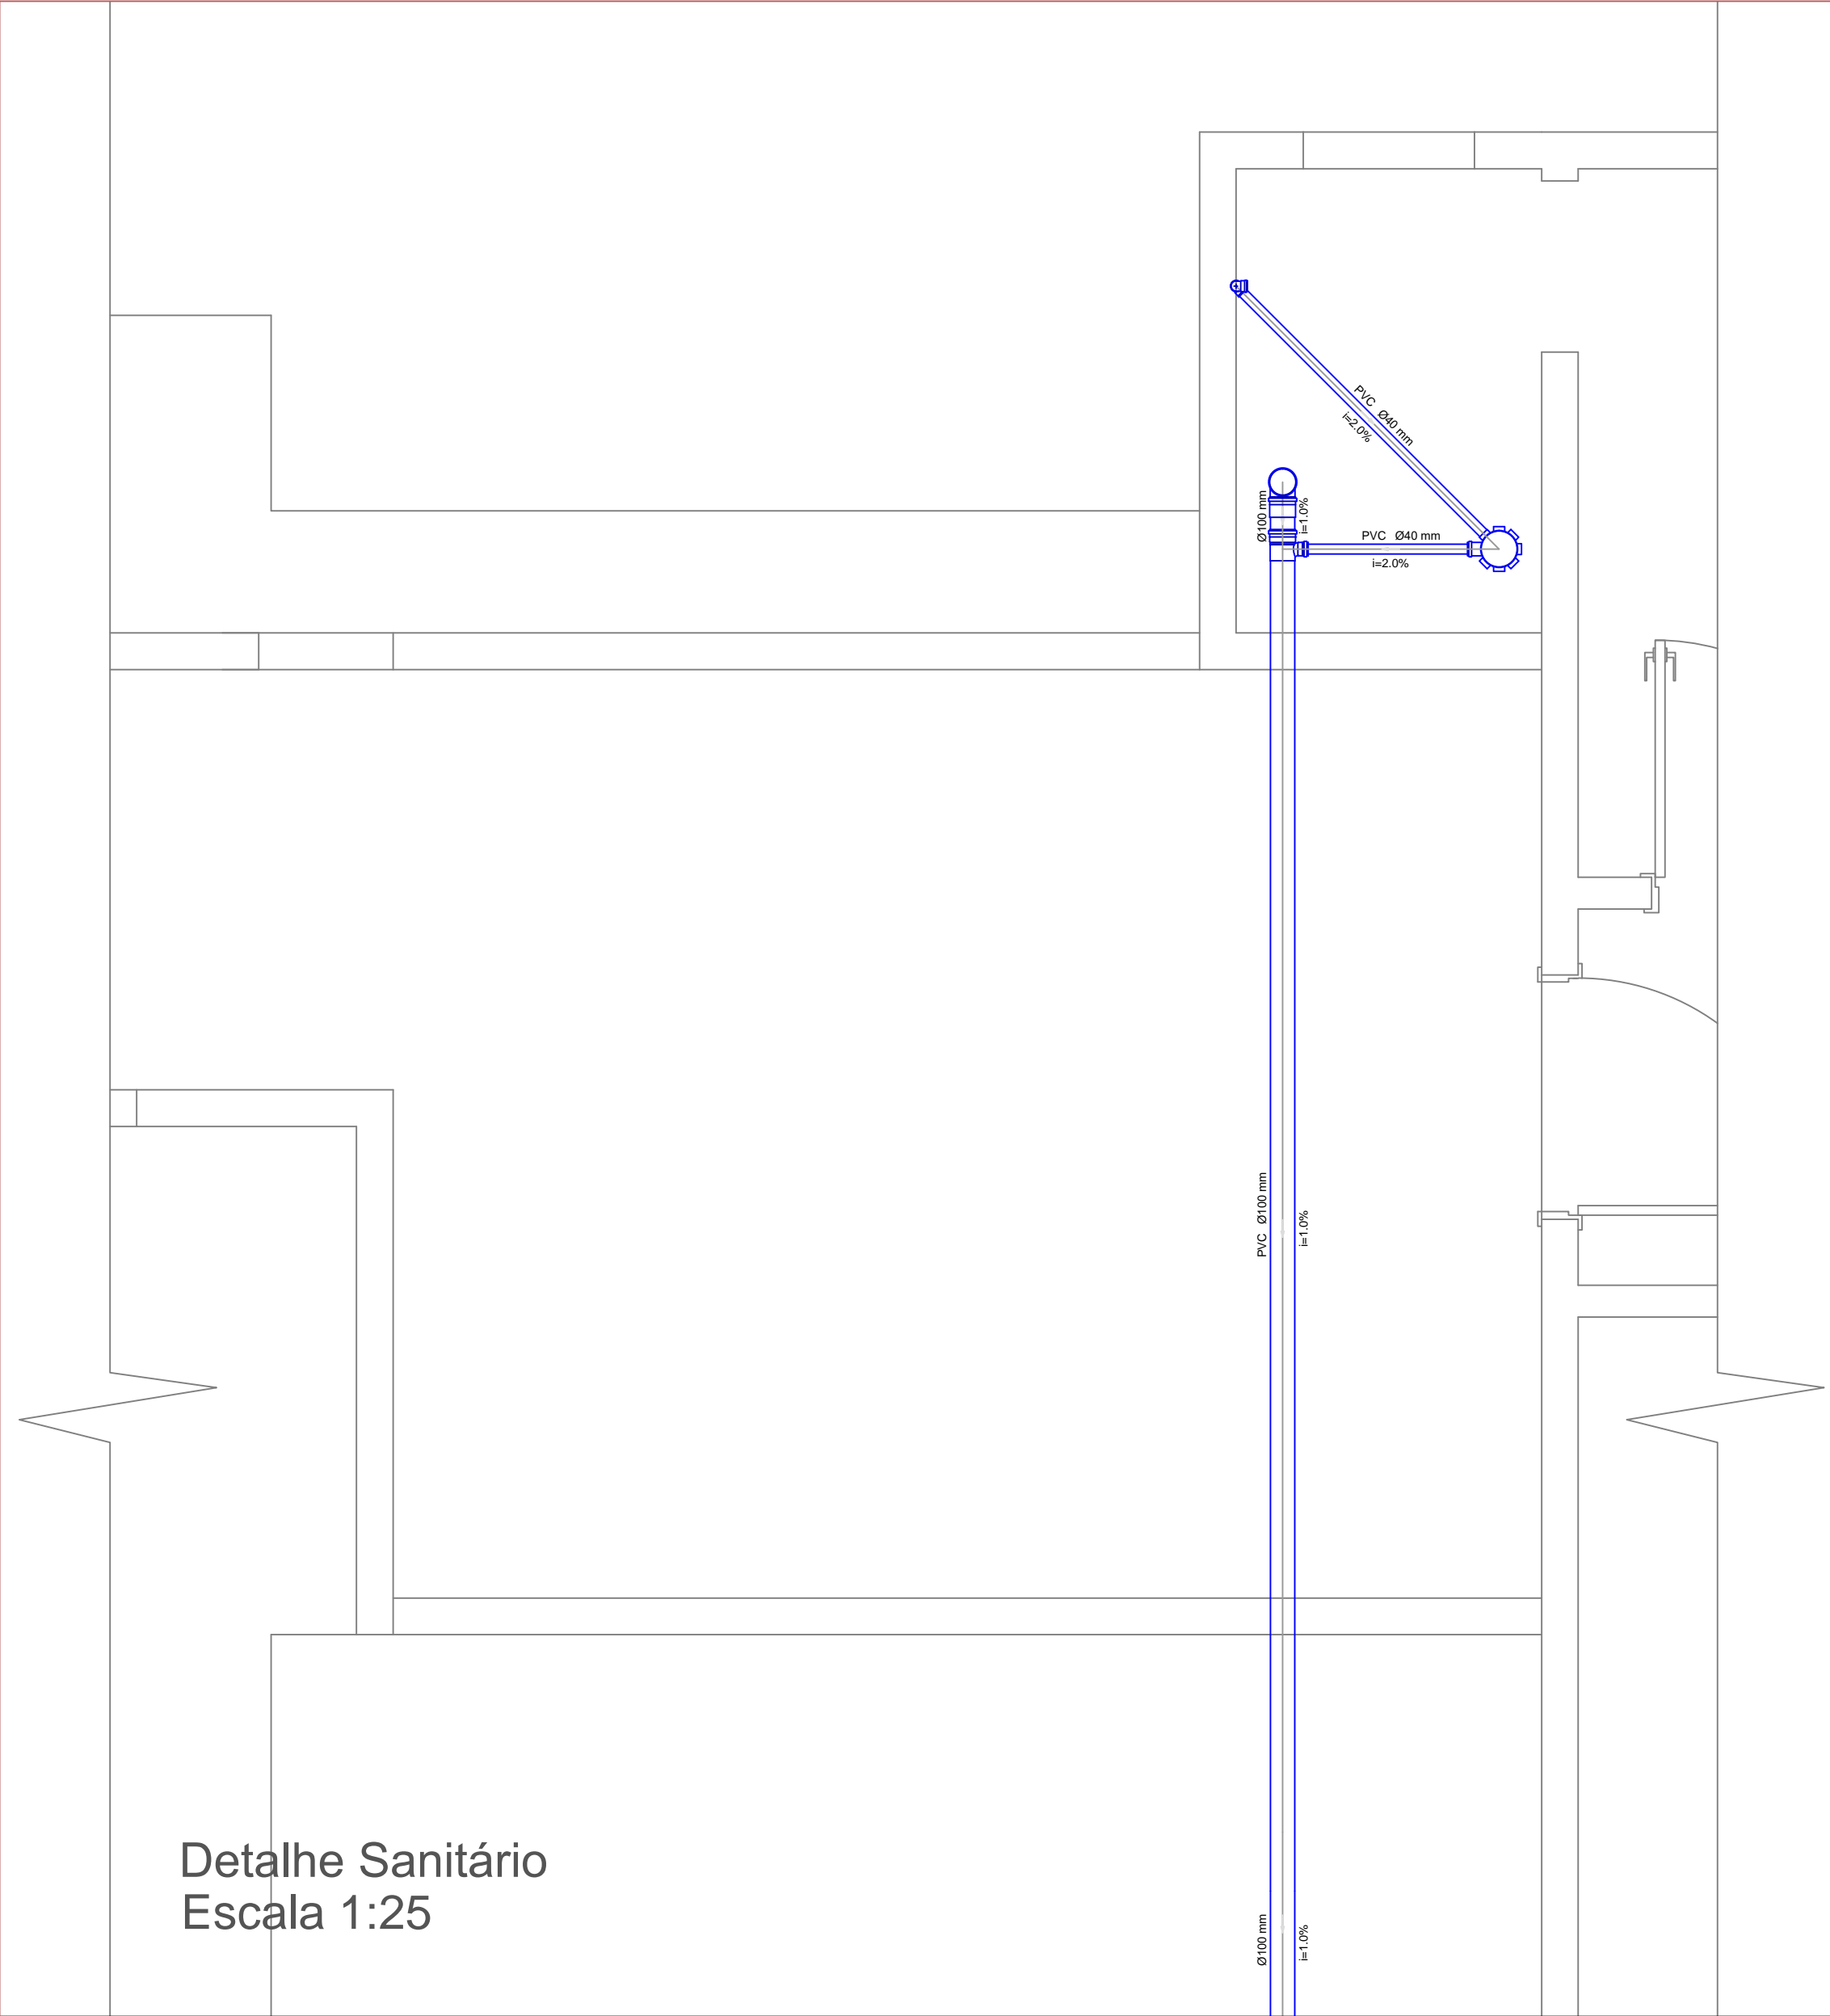 PVC Ø40 mm
i=2.0%
Ø100 mm
i=1.0%
PVC Ø40 mm
i=2.0%
PVC Ø100 mm
i=1.0%
Detalhe Sanitário
Escala 1:25
Ø100 mm
i=1.0%